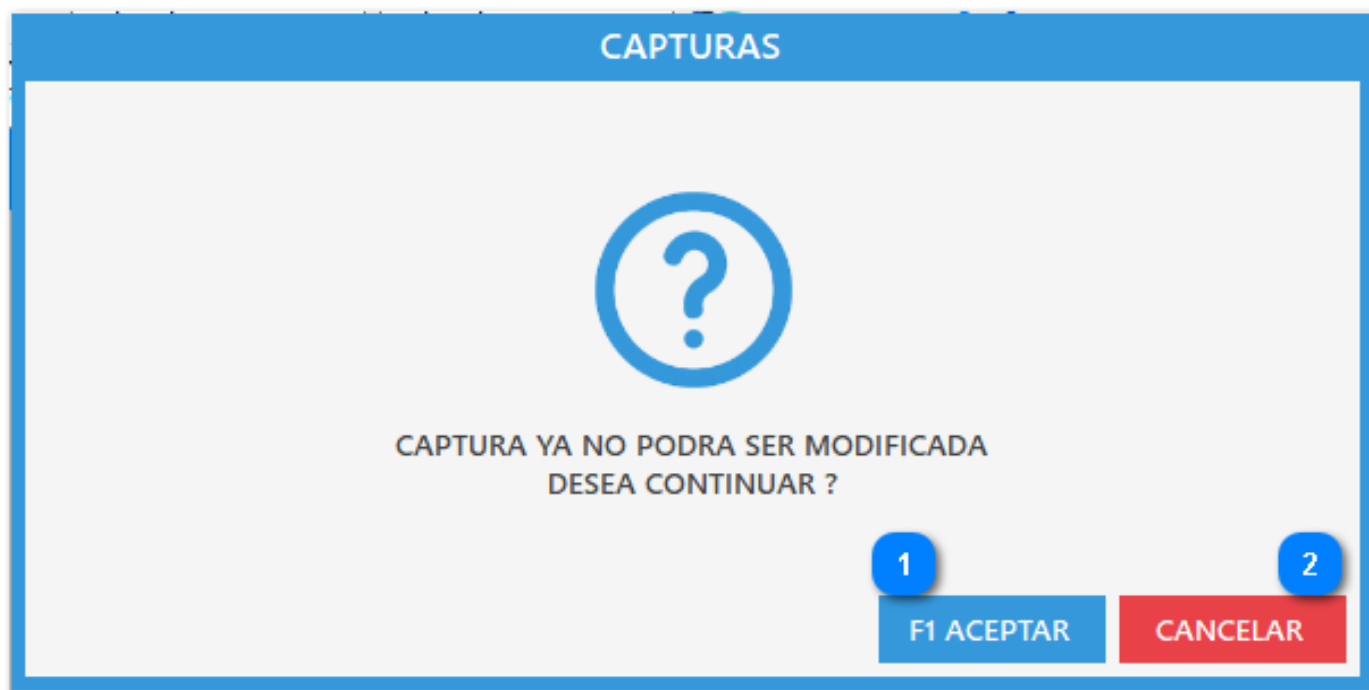 CAPTURAS
?
CAPTURA YA NO PODRA SER MODIFICADA
DESEA CONTINUAR ?
1
2
F1 ACEPTAR
CANCELAR